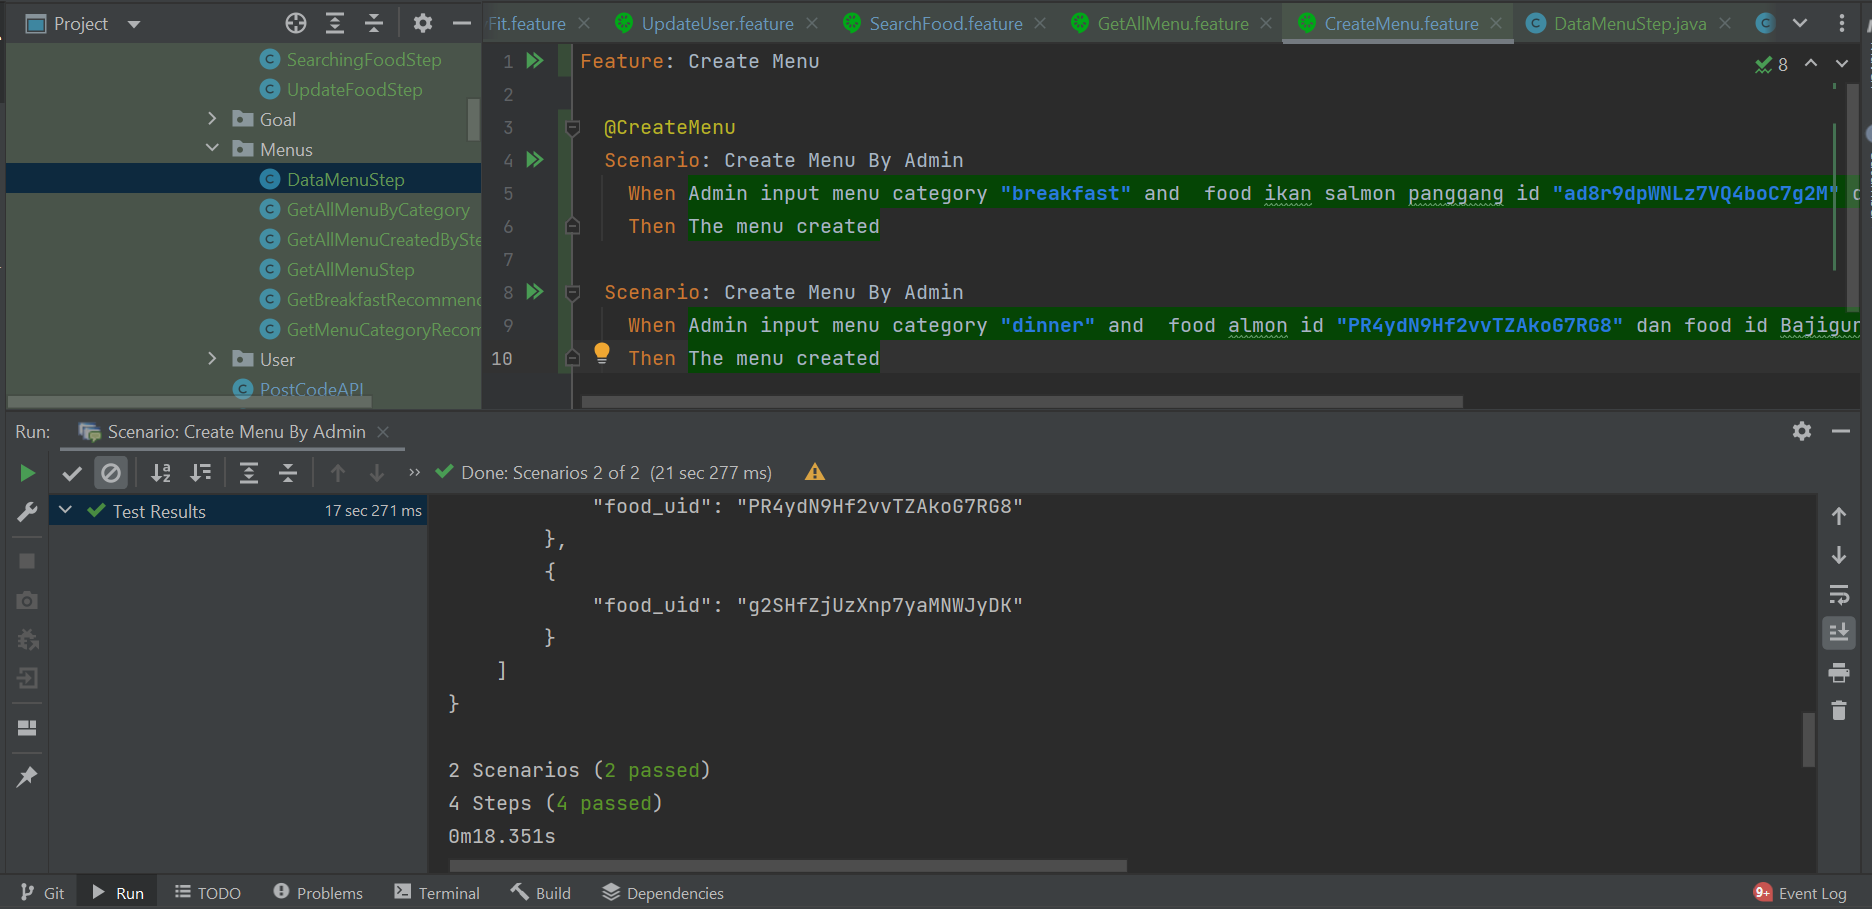 Project
Fit.feature
UpdateUser.feature
SearchFood.feature
GetAllMenu.feature
CreateMenu.feature
DataMenuStep.java
SearchingFoodStep
UpdateFoodStep
Goal
Menus
DataMenuStep
GetAllMenuByCategory
GetAllMenuCreatedBySte
GetAllMenuStep
GetBreakfastRecommend
GetMenuCategoryRecom
User
PostCodeAPI
8
1 Feature: Create Menu
2
3 @CreateMenu
4 Scenario: Create Menu By Admin
5 When Admin input menu category "breakfast" and  food ikan salmon panggang id "ad8r9dpWNLz7VQ4boC7g2M" d
6 Then The menu created
7
8 Scenario: Create Menu By Admin
9 When Admin input menu category "dinner" and  food almon id "PR4ydN9Hf2vvTZAkoG7RG8" dan food id Bajigur
10 Then The menu created
Run:
Scenario: Create Menu By Admin
Done: Scenarios 2 of 2 (21 sec 277 ms)
Test Results 17 sec 271 ms
"food_uid": "PR4ydN9Hf2vvTZAkoG7RG8"
},
{
"food_uid": "g2SHfZjUzXnp7yaMNWJyDK"
}
]
}
2 Scenarios (2 passed)
4 Steps (4 passed)
0m18.351s
Git
Run
TODO
Problems
Terminal
Build
Dependencies
9+ Event Log